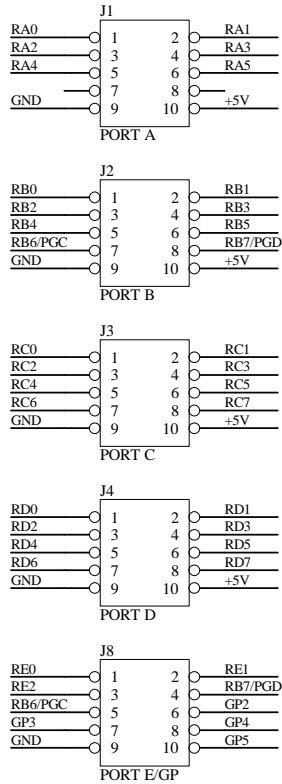 J1
RA0 1 2 RA1
RA2 3 4 RA3
RA4 5 6 RA5
7 8
GND 9 10 +5V
PORT A
J2
RB0 1 2 RB1
RB2 3 4 RB3
RB4 5 6 RB5
RB6/PGC 7 8 RB7/PGD
GND 9 10 +5V
PORT B
J3
RC0 1 2 RC1
RC2 3 4 RC3
RC4 5 6 RC5
RC6 7 8 RC7
GND 9 10 +5V
PORT C
J4
RD0 1 2 RD1
RD2 3 4 RD3
RD4 5 6 RD5
RD6 7 8 RD7
GND 9 10 +5V
PORT D
J8
RE0 1 2 RE1
RE2 3 4 RB7/PGD
RB6/PGC 5 6 GP2
GP3 7 8 GP4
GND 9 10 GP5
PORT E/GP